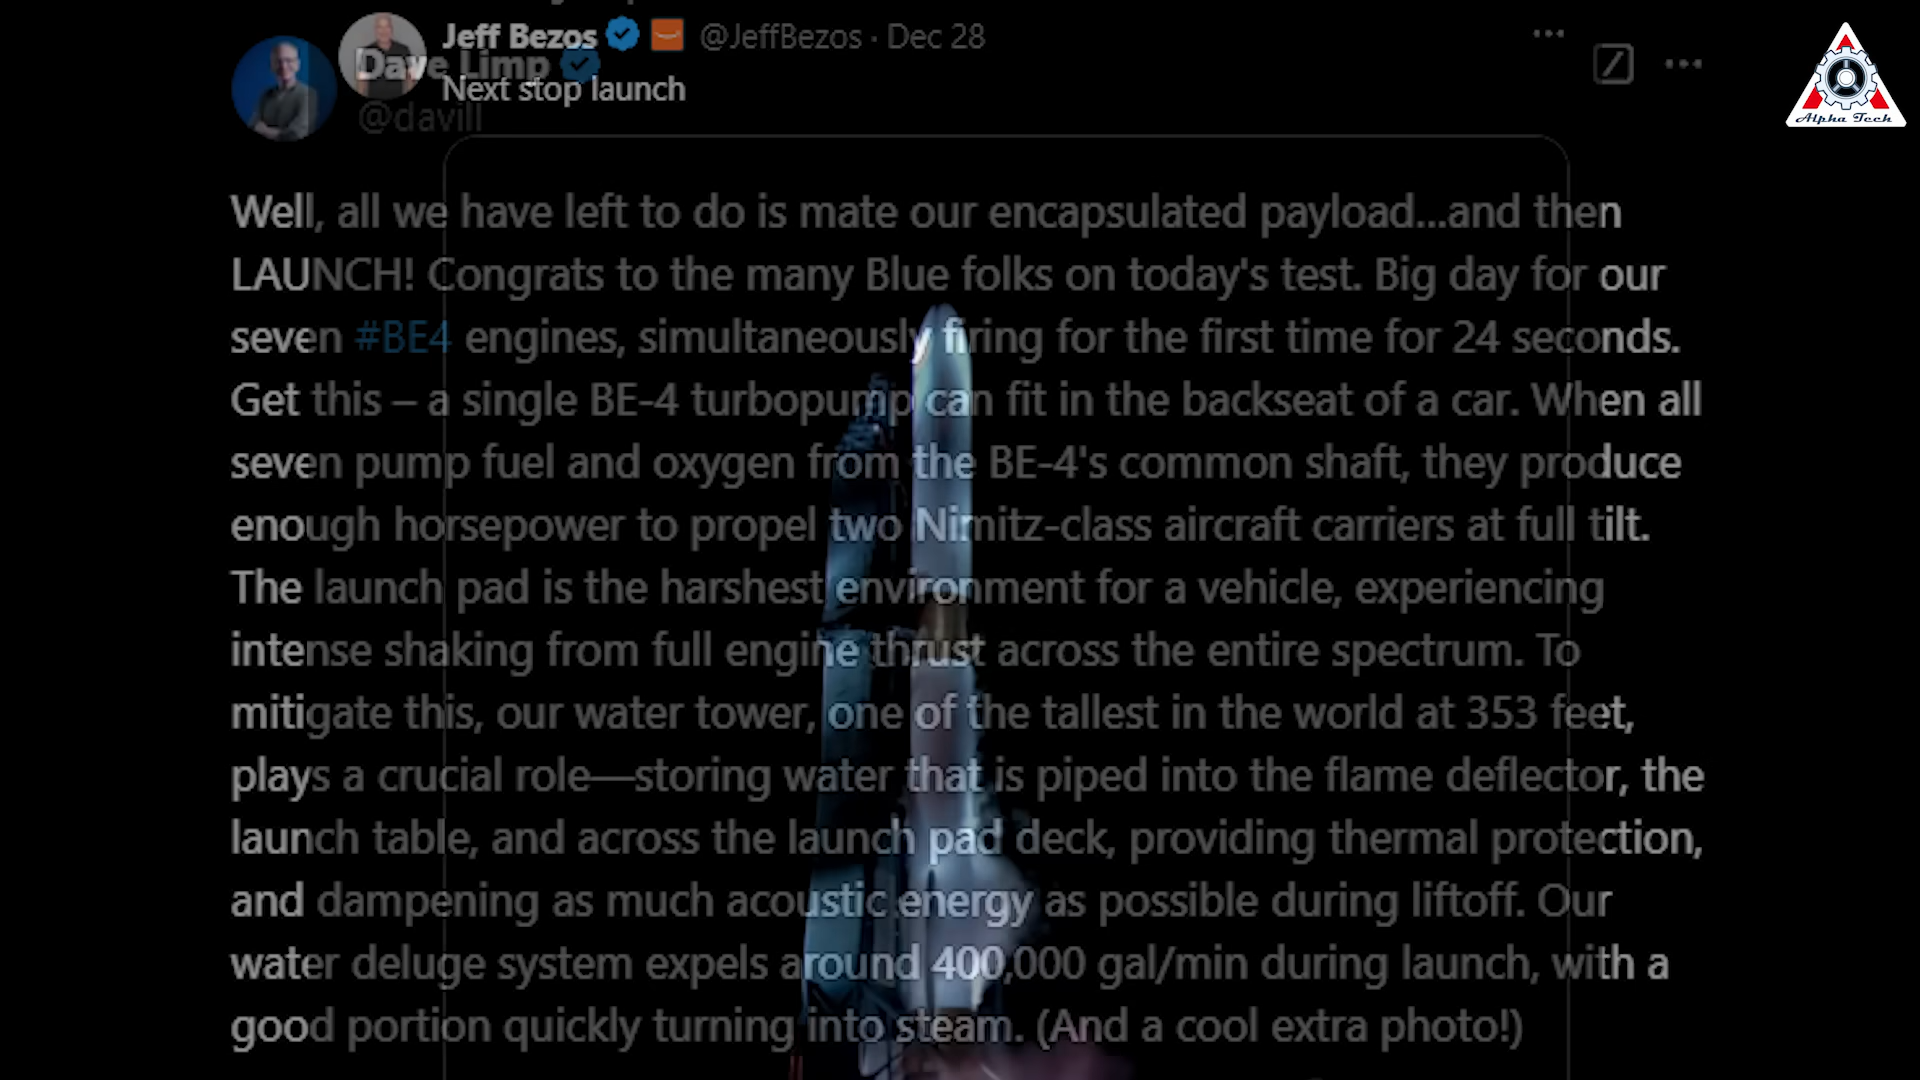 Jeff Bezos @JeffBezos · Dec 28
Next stop launch
Dave Limp
@davill
Well, all we have left to do is mate our encapsulated payload...and then
LAUNCH! Congrats to the many Blue folks on today's test. Big day for our
seven #BE4 engines, simultaneously firing for the first time for 24 seconds.
Get this – a single BE-4 turbopump can fit in the backseat of a car. When all
seven pump fuel and oxygen from the BE-4's common shaft, they produce
enough horsepower to propel two Nimitz-class aircraft carriers at full tilt.
The launch pad is the harshest environment for a vehicle, experiencing
intense shaking from full engine thrust across the entire spectrum. To
mitigate this, our water tower, one of the tallest in the world at 353 feet,
plays a crucial role—storing water that is piped into the flame deflector, the
launch table, and across the launch pad deck, providing thermal protection,
and dampening as much acoustic energy as possible during liftoff. Our
water deluge system expels around 400,000 gal/min during launch, with a
good portion quickly turning into steam. (And a cool extra photo!)
Alpha Tech